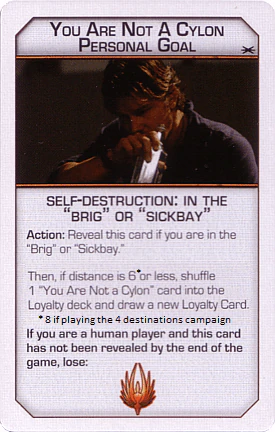 You Are Not A Cylon
Personal Goal
SELF-DESTRUCTION: IN THE
"BRIG" OR "SICKBAY"
Action: Reveal this card if you are in the
"Brig" or "Sickbay."
Then, if distance is 6* or less, shuffle
1 "You Are Not a Cylon" card into the
Loyalty deck and draw a new Loyalty Card.
* 8 if playing the 4 destinations campaign
If you are a human player and this card
has not been revealed by the end of the
game, lose: